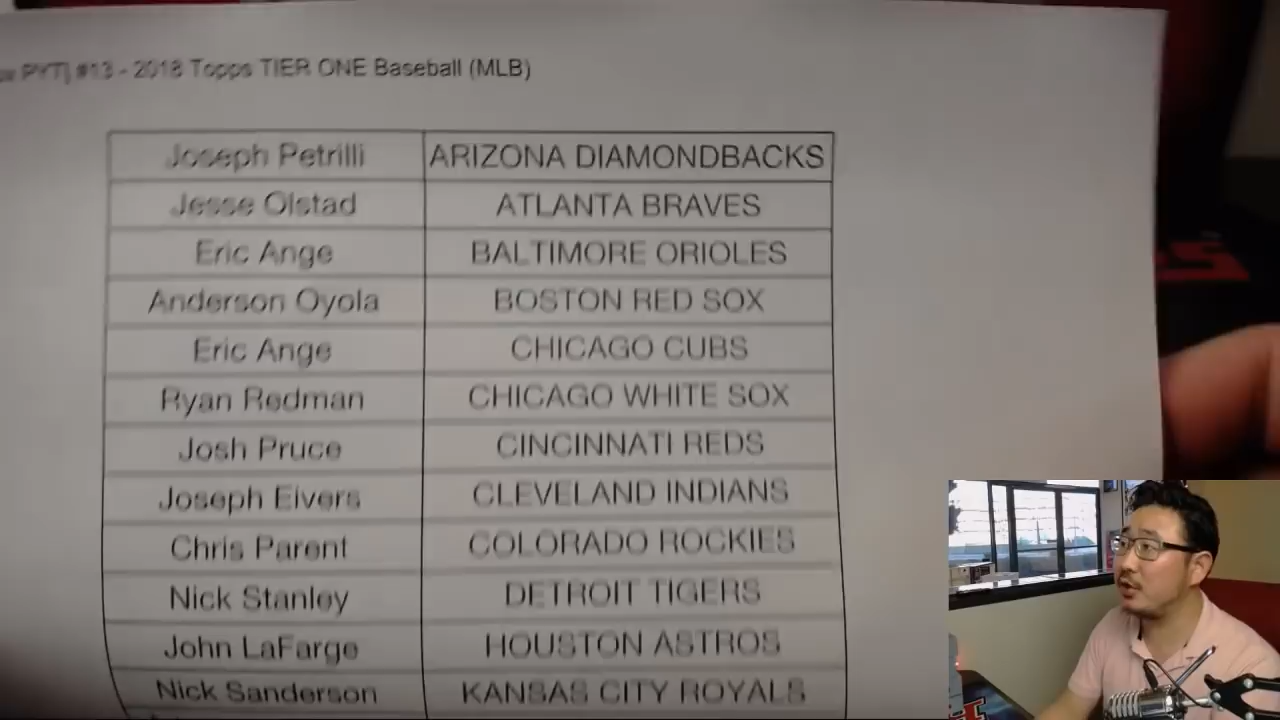 PYT] #13 - 2018 Topps TIER ONE Baseball (MLB)
Joseph Petrilli ARIZONA DIAMONDBACKS
Jesse Olstad ATLANTA BRAVES
Eric Ange BALTIMORE ORIOLES
Anderson Oyola BOSTON RED SOX
Eric Ange CHICAGO CUBS
Ryan Redman CHICAGO WHITE SOX
Josh Pruce CINCINNATI REDS
Joseph Eivers CLEVELAND INDIANS
Chris Parent COLORADO ROCKIES
Nick Stanley DETROIT TIGERS
John LaFarge HOUSTON ASTROS
Nick Sanderson KANSAS CITY ROYALS